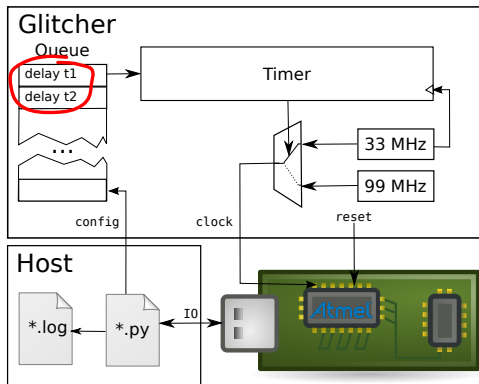 Glitcher
Queue
delay t1
delay t2
...
Timer
33 MHz
99 MHz
config
clock
reset
Host
*.log
*.py
IO
Atmel